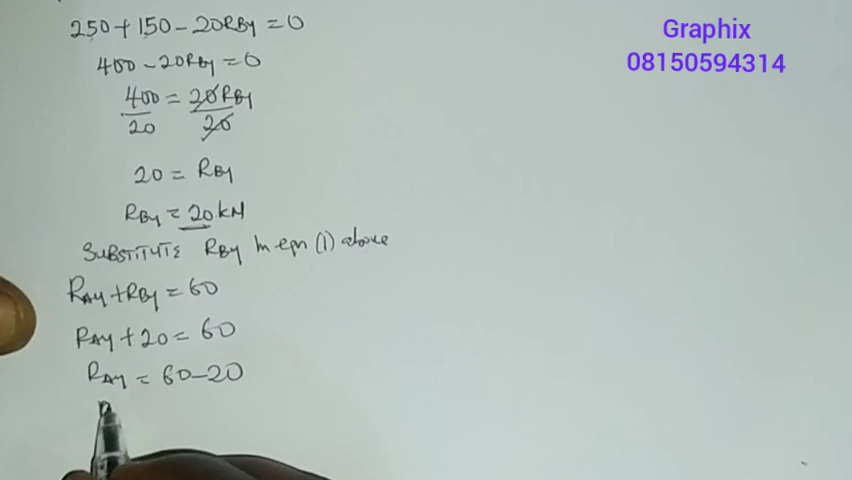 250 + 150 - 20RBy = 0
400 - 20RBy = 0
400 = 20RBy
20 20
20 = RBy
RBy = 20kN
SUBSTITUTE RBy in eqn (1) above
RAy + RBy = 60
RAy + 20 = 60
RAy = 60 - 20
Graphix
08150594314